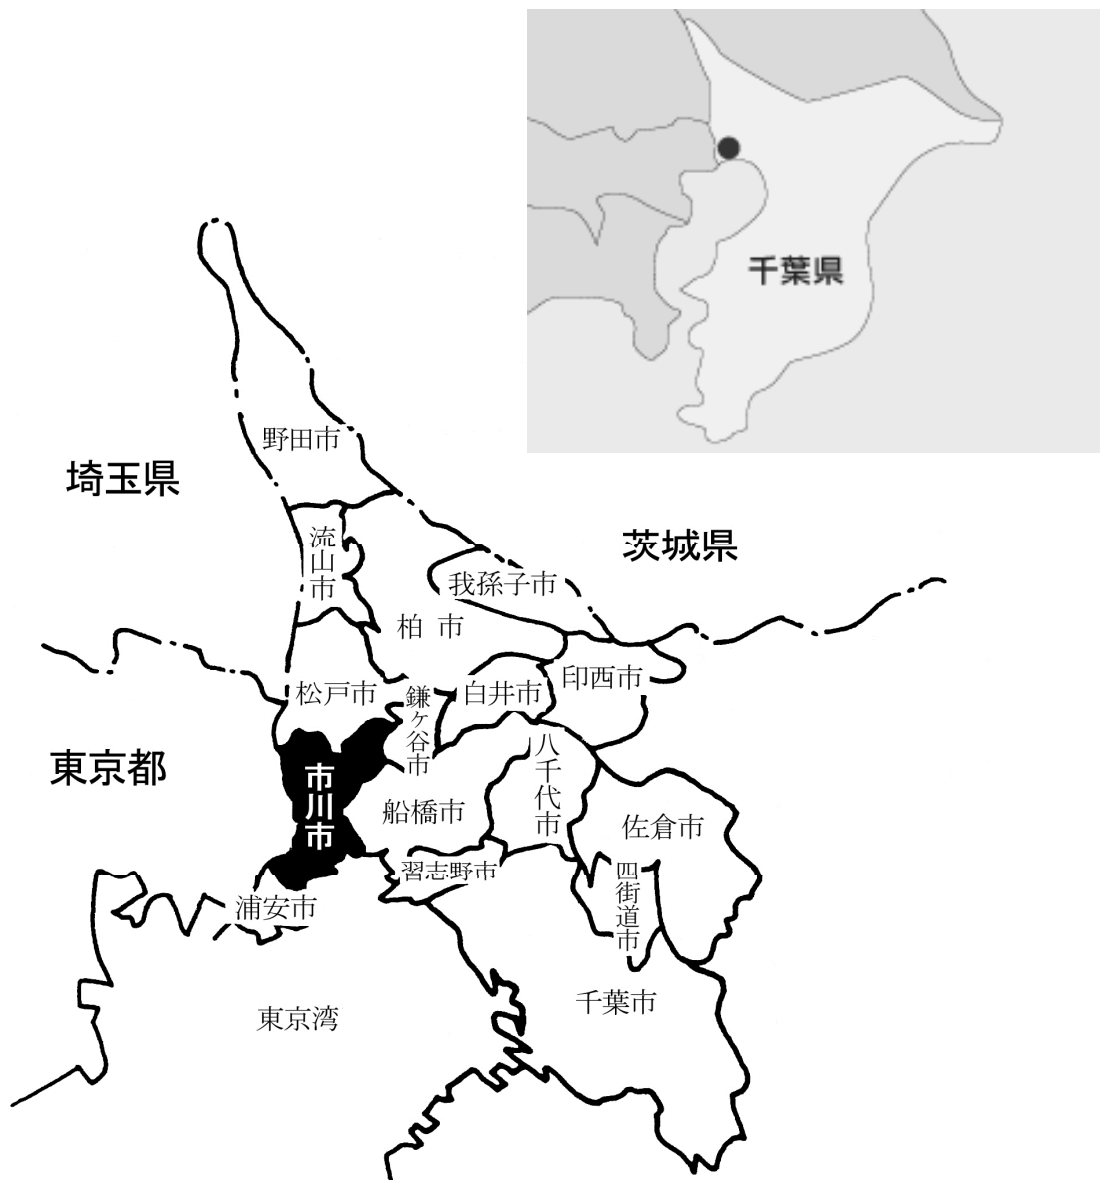 千葉県
野田市
埼玉県
流山市
茨城県
我孫子市
柏市
印西市
松戸市
鎌ケ谷市
白井市
東京都
市川市
八千代市
船橋市
佐倉市
習志野市
四街道市
浦安市
千葉市
東京湾